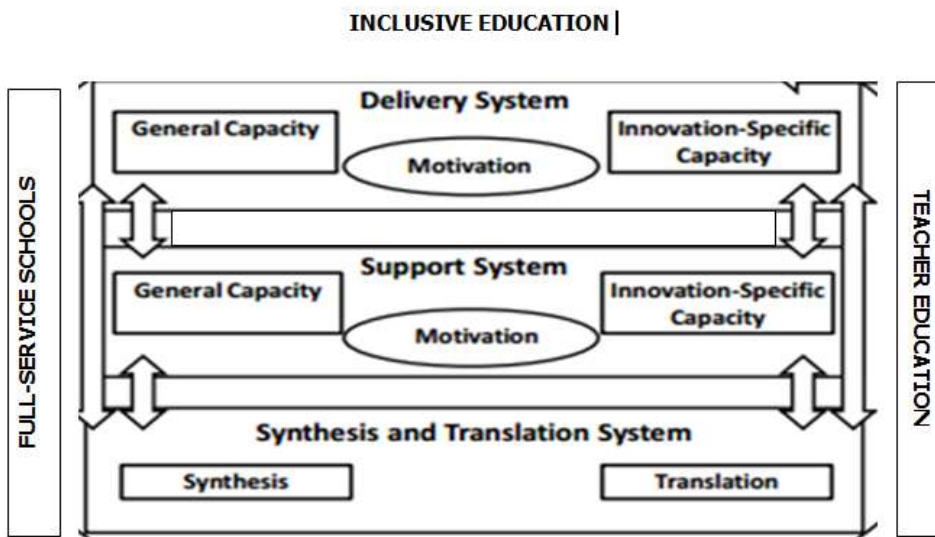 INCLUSIVE EDUCATION
Delivery System
General Capacity
Motivation
Innovation-Specific
Capacity
Support System
General Capacity
Motivation
Innovation-Specific
Capacity
Synthesis and Translation System
Synthesis
Translation
FULL-SERVICE SCHOOLS
TEACHER EDUCATION